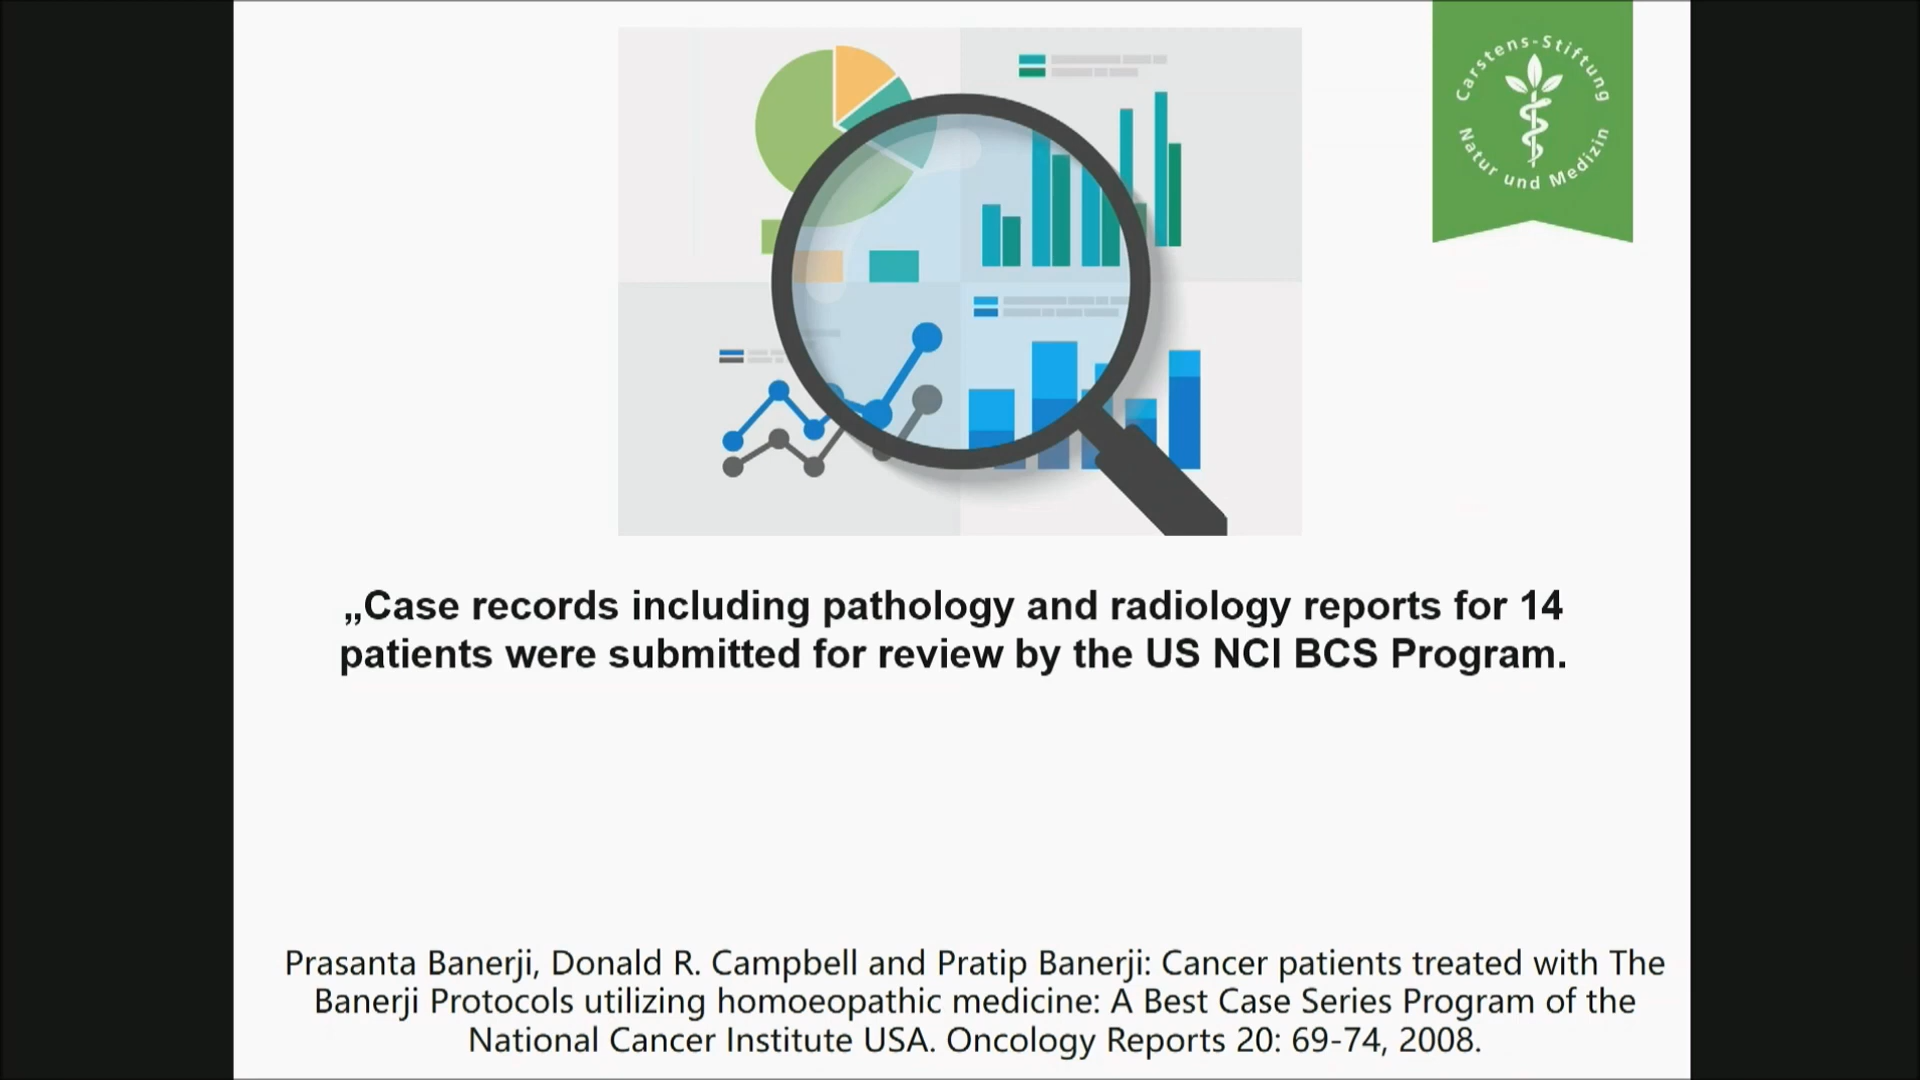 Carstens-Stiftung
Natur und Medizin
„Case records including pathology and radiology reports for 14
patients were submitted for review by the US NCI BCS Program.
Prasanta Banerji, Donald R. Campbell and Pratip Banerji: Cancer patients treated with The
Banerji Protocols utilizing homoeopathic medicine: A Best Case Series Program of the
National Cancer Institute USA. Oncology Reports 20: 69-74, 2008.